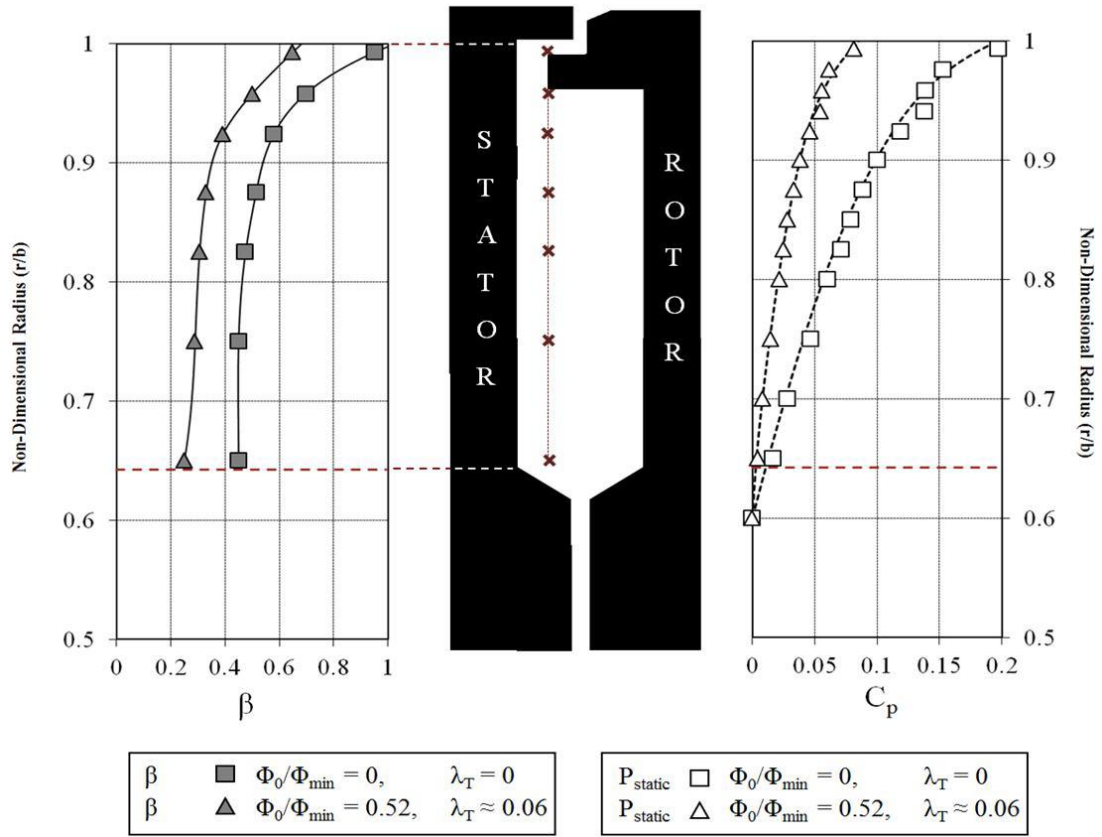 Non-Dimensional Radius (r/b)
1
0.9
0.8
0.7
0.6
0.5
0 0.2 0.4 0.6 0.8 1
β
STATOR
ROTOR
1
0.9
0.8
0.7
0.6
0.5
Non-Dimensional Radius (r/b)
0 0.05 0.1 0.15 0.2
Cₚ
β Φ₀/Φmin = 0, λT = 0
β Φ₀/Φmin = 0.52, λT ≈ 0.06
Pstatic Φ₀/Φmin = 0, λT = 0
Pstatic Φ₀/Φmin = 0.52, λT ≈ 0.06